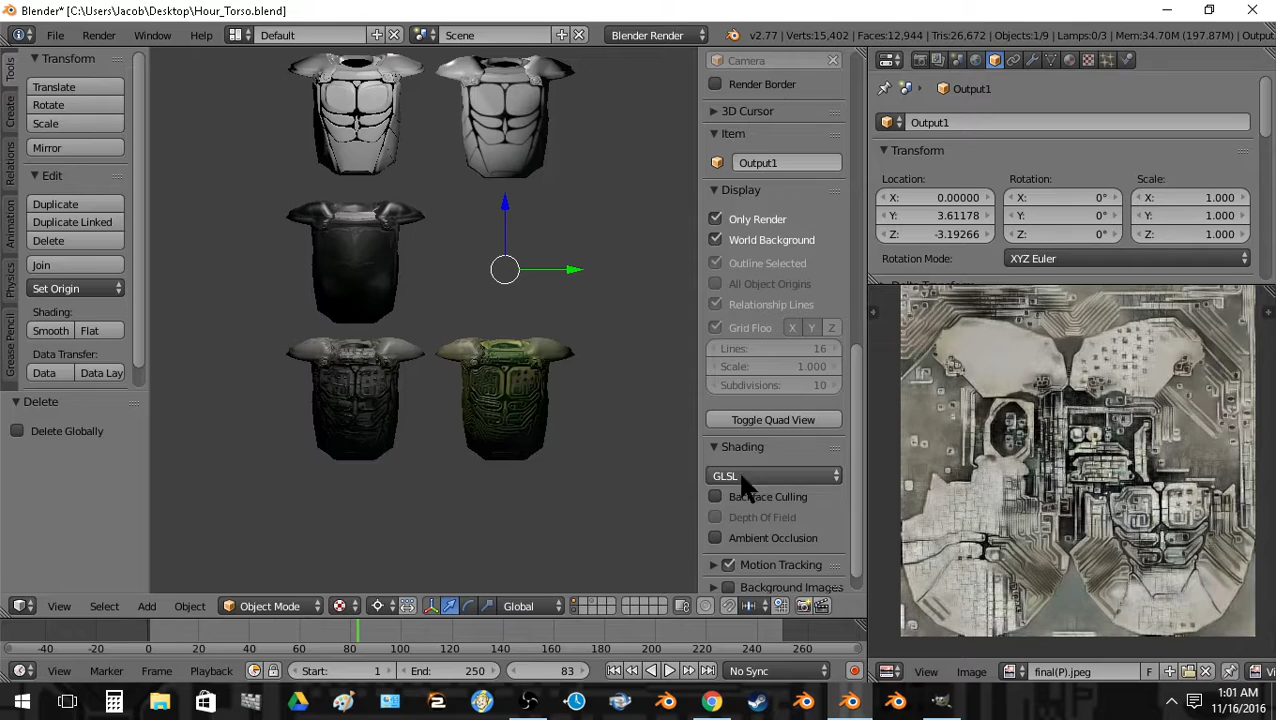 Blender* [C:\Users\Jacob\Desktop\Hour_Torso.blend]
File Render Window Help Default Scene Blender Render v2.77 | Verts:15,402 | Faces:12,944 | Tris:26,672 | Objects:1/9 | Lamps:0/3 | Mem:34.70M (197.87M) | Output
Tools
Create
Relations
Animation
Physics
Grease Pencil
Transform
Translate
Rotate
Scale
Mirror
Edit
Duplicate
Duplicate Linked
Delete
Join
Set Origin
Shading:
Smooth Flat
Data Transfer:
Data Data Lay
Delete
Delete Globally
Camera
Render Border
3D Cursor
Item
Output1
Display
Only Render
World Background
Outline Selected
All Object Origins
Relationship Lines
Grid Floo X Y Z
Lines: 16
Scale: 1.000
Subdivisions: 10
Toggle Quad View
Shading
GLSL
Backface Culling
Depth Of Field
Ambient Occlusion
Motion Tracking
Background Images
Output1
Output1
Transform
Location: Rotation: Scale:
X: 0.00000 X: 0° X: 1.000
Y: 3.61178 Y: 0° Y: 1.000
Z: -3.19266 Z: 0° Z: 1.000
Rotation Mode: XYZ Euler
View Select Add Object Object Mode Global
-40 -20 0 20 40 60 80 100 120 140 160 180 200 220 240 260
View Marker Frame Playback Start: 1 End: 250 83 No Sync
View Image final(P).jpeg F Vi
1:01 AM
11/16/2016